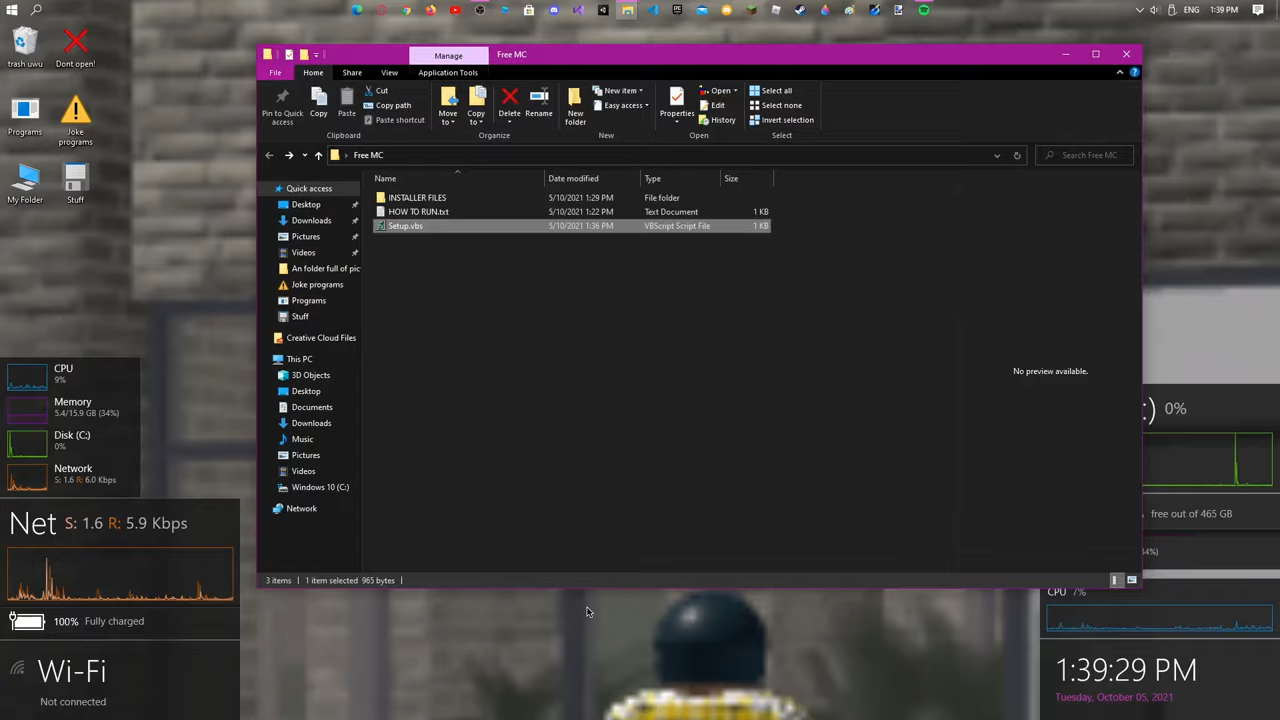 ENG 1:39 PM
trash uwu
Dont open!
Programs
Joke
programs
My Folder
Stuff
CPU
9%
Memory
5.4/15.9 GB (34%)
Disk (C:)
0%
Network
S: 1.6 R: 6.0 Kbps
Net S: 1.6 R: 5.9 Kbps
100% Fully charged
Wi-Fi
Not connected
Manage
Free MC
File
Home
Share
View
Application Tools
Pin to Quick
access
Copy
Paste
Cut
Copy path
Paste shortcut
Clipboard
Move
to
Copy
to
Delete
Rename
Organize
New
folder
New item
Easy access
New
Properties
Open
Edit
History
Open
Select all
Select none
Invert selection
Select
Free MC
Search Free MC
Name
Date modified
Type
Size
INSTALLER FILES 5/10/2021 1:29 PM File folder
HOW TO RUN.txt 5/10/2021 1:22 PM Text Document 1 KB
Setup.vbs 5/10/2021 1:36 PM VBScript Script File 1 KB
Quick access
Desktop
Downloads
Pictures
Videos
An folder full of pic
Joke programs
Programs
Stuff
Creative Cloud Files
This PC
3D Objects
Desktop
Documents
Downloads
Music
Pictures
Videos
Windows 10 (C:)
Network
No preview available.
3 items 1 item selected 965 bytes
:) 0%
free out of 465 GB
4%)
CPU 7%
1:39:29 PM
Tuesday, October 05, 2021